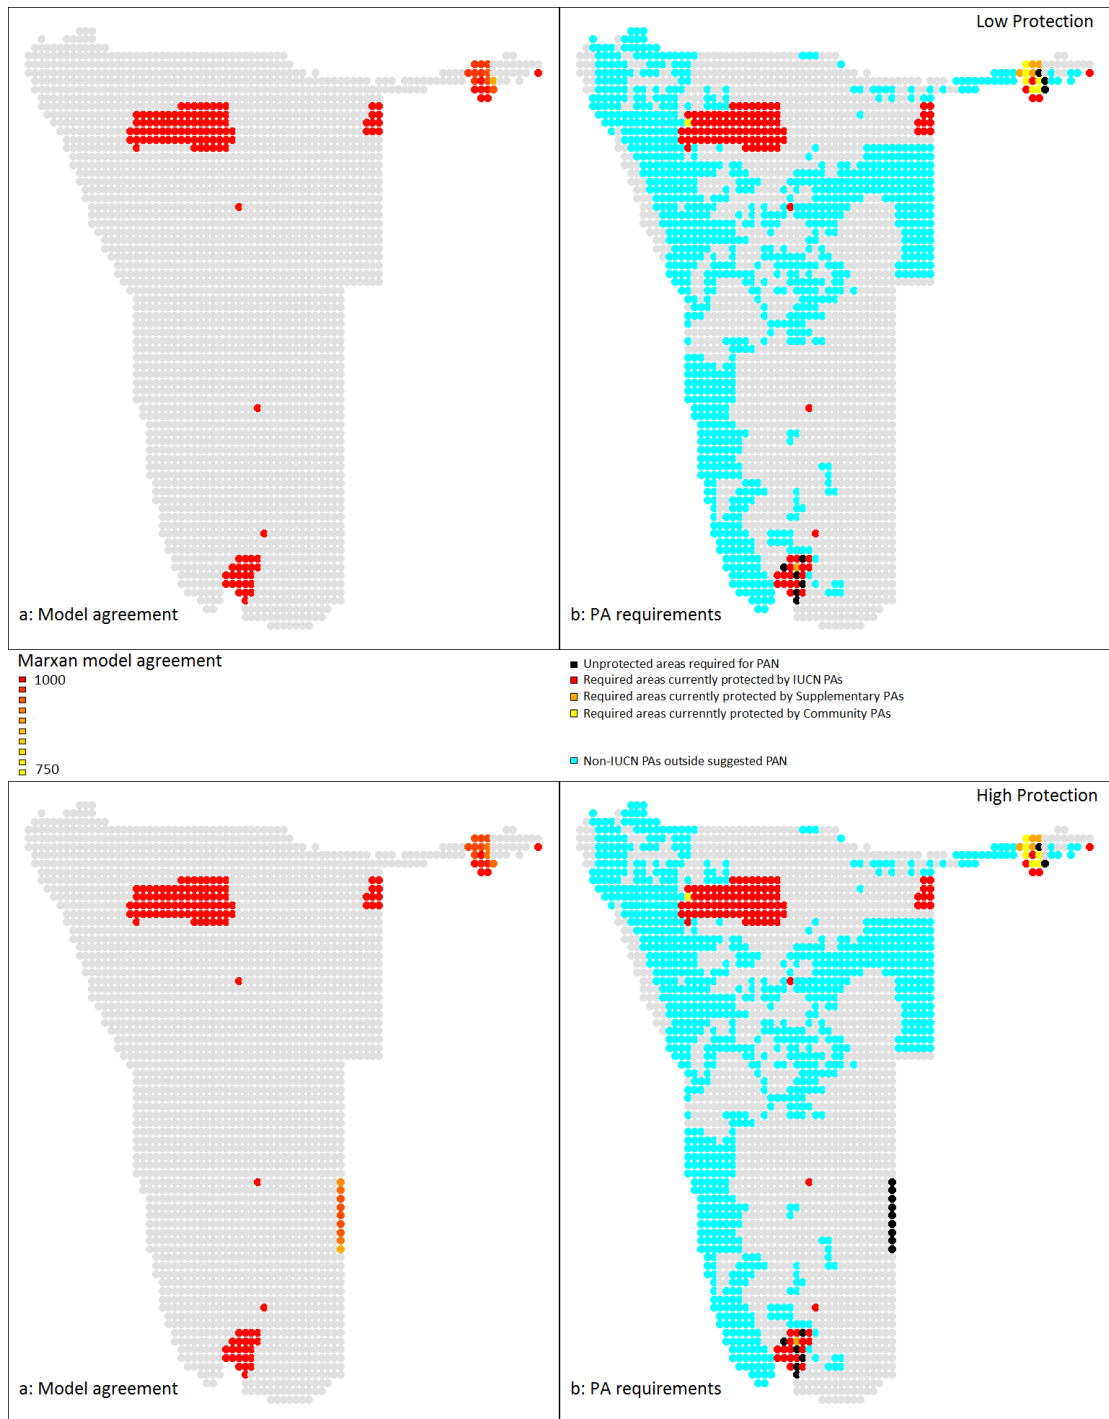 Low Protection
a: Model agreement
b: PA requirements
Marxan model agreement
1000
750
Unprotected areas required for PAN
Required areas currently protected by IUCN PAs
Required areas currently protected by Supplementary PAs
Required areas currenntly protected by Community PAs
Non-IUCN PAs outside suggested PAN
High Protection
a: Model agreement
b: PA requirements